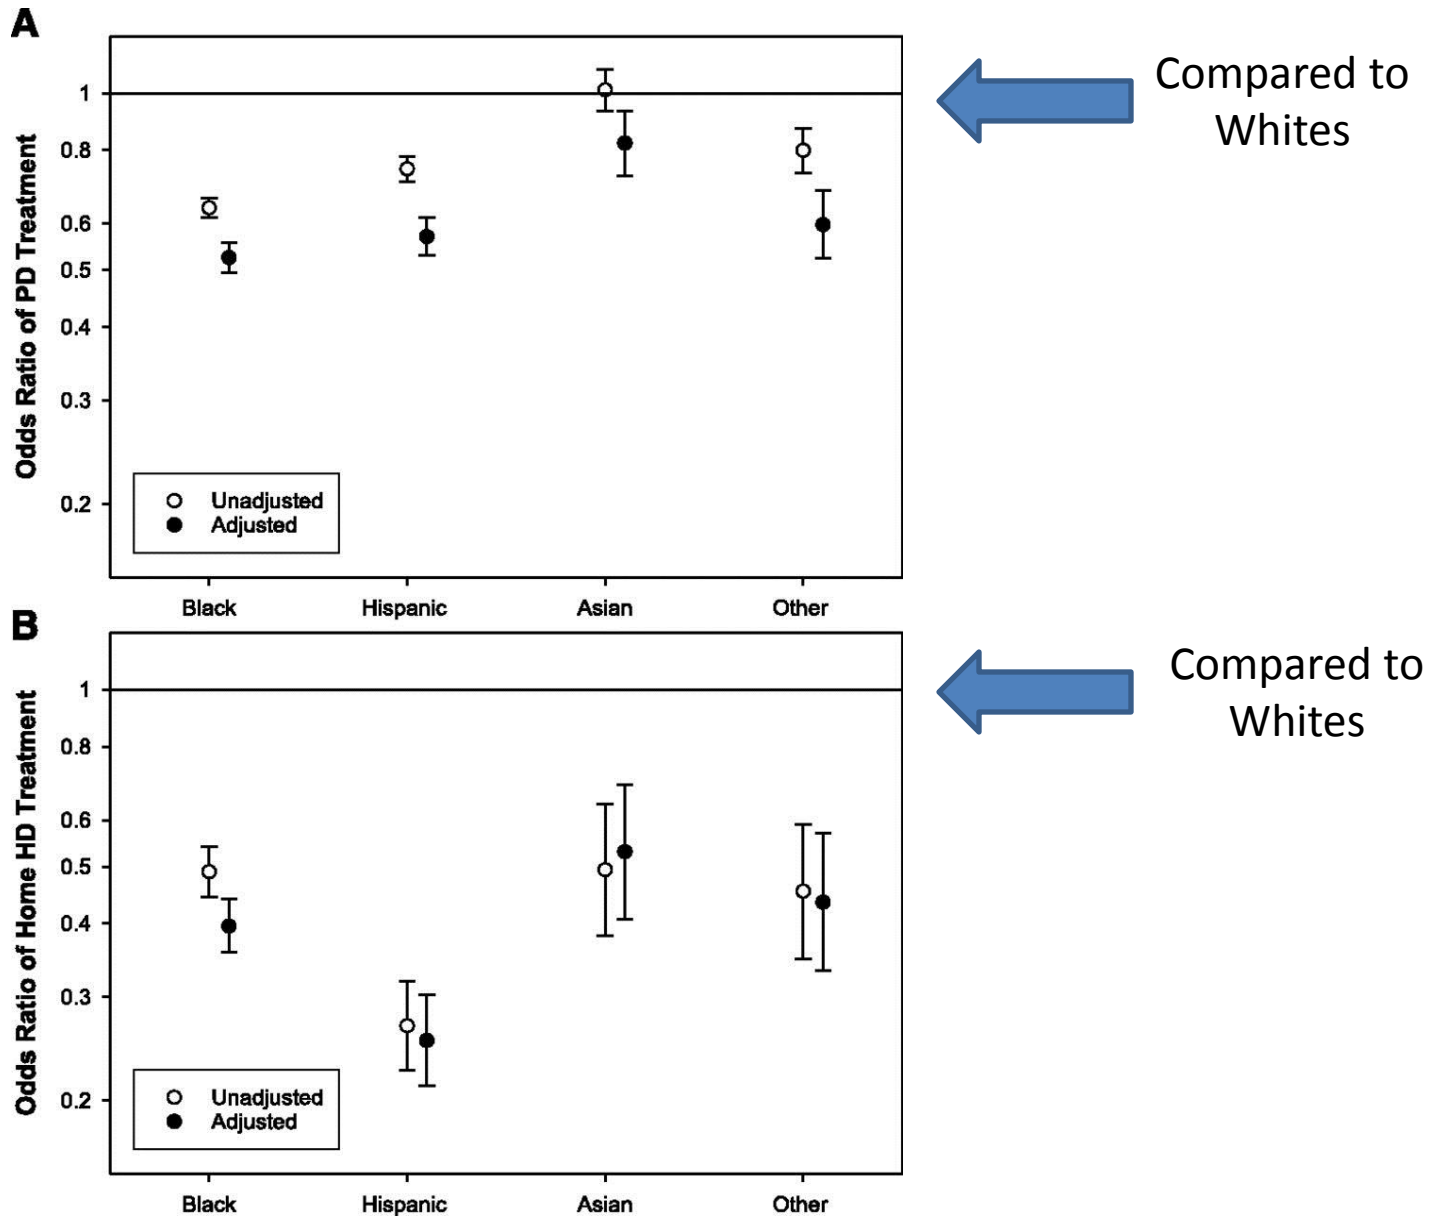 A
Compared to
Whites
Odds Ratio of PD Treatment
1
0.8
0.6
0.5
0.4
0.3
0.2
Unadjusted
Adjusted
Black
Hispanic
Asian
Other
B
Compared to
Whites
Odds Ratio of Home HD Treatment
1
0.8
0.6
0.5
0.4
0.3
0.2
Unadjusted
Adjusted
Black
Hispanic
Asian
Other